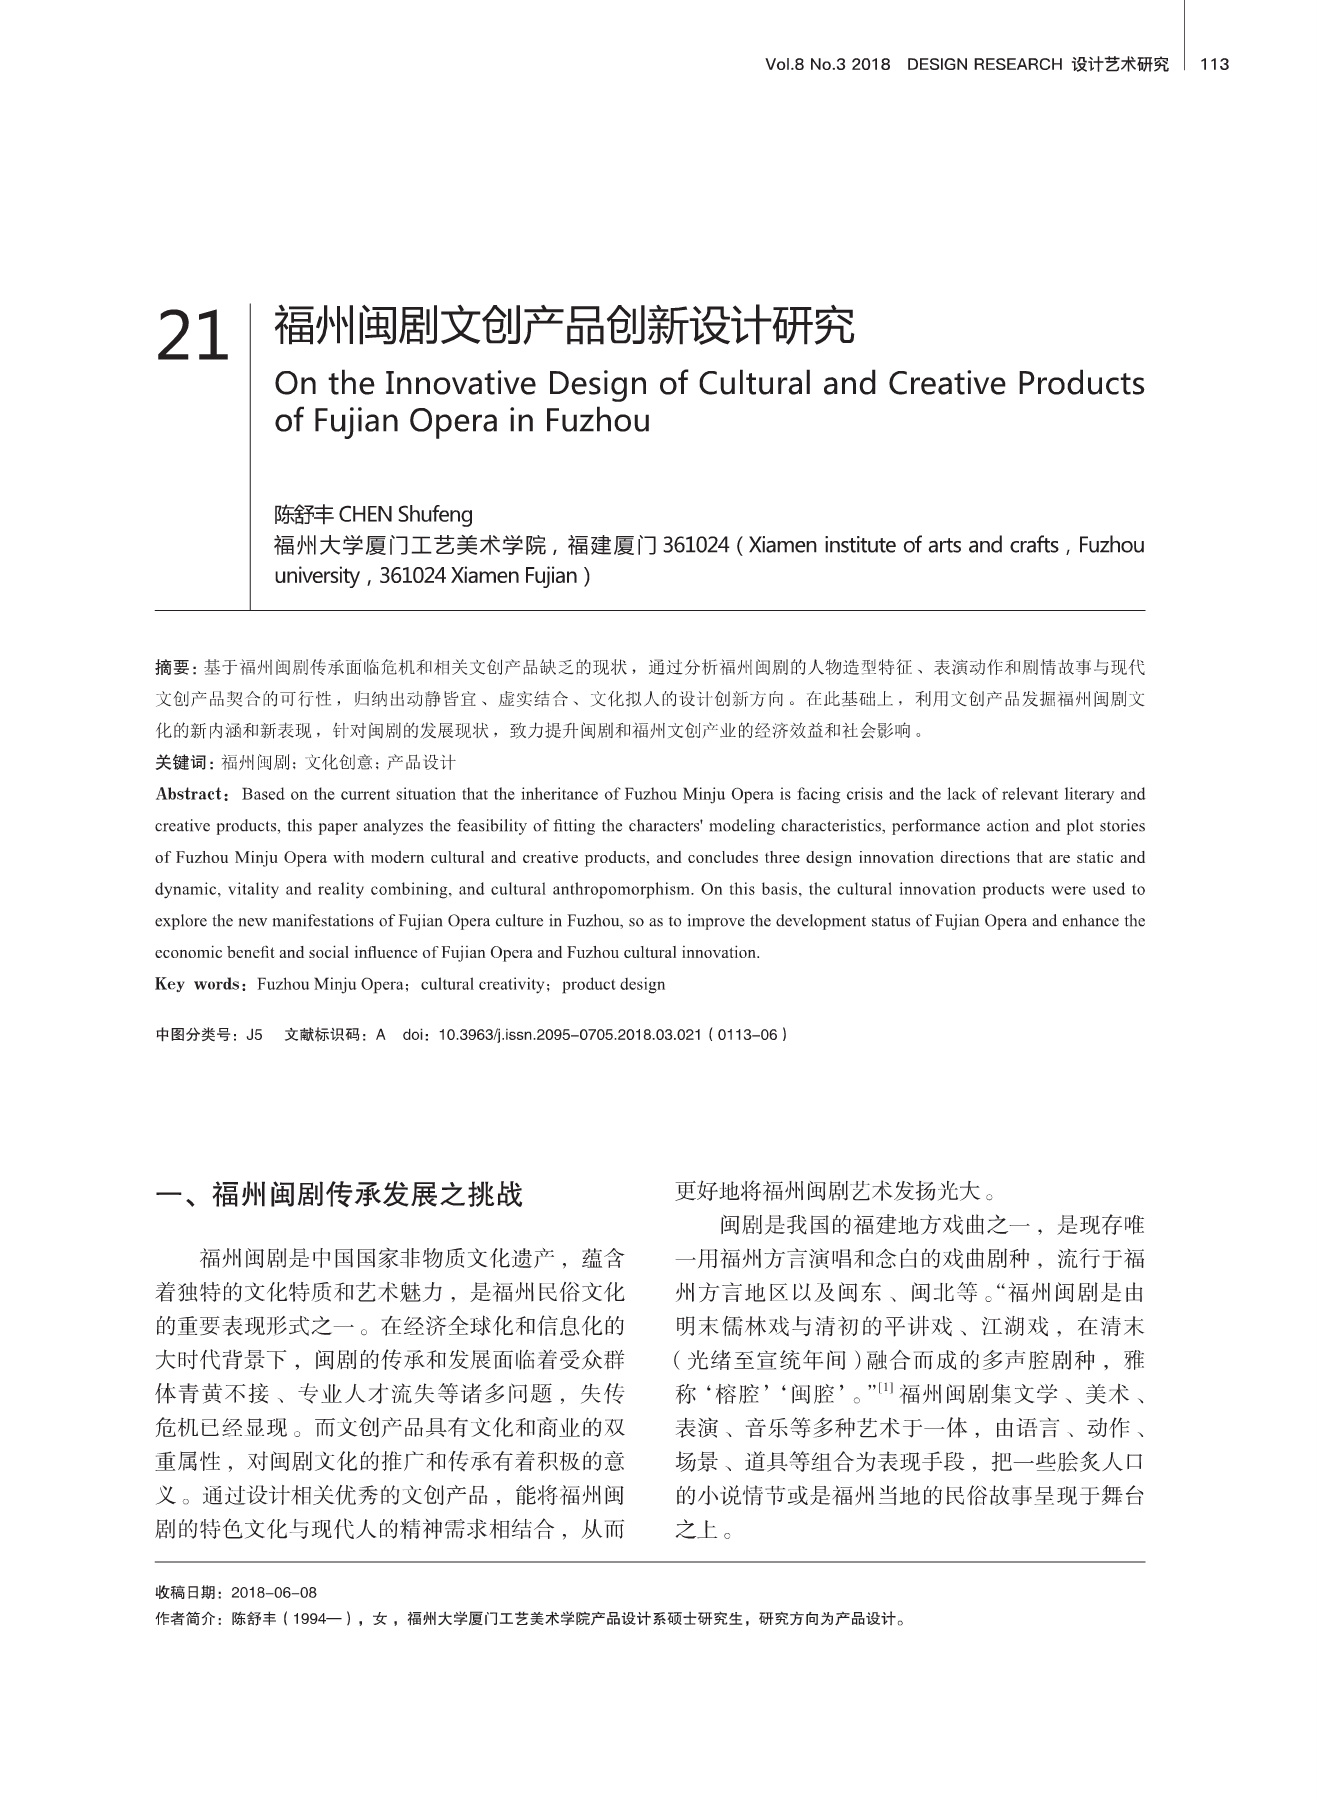 Vol.8 No.3 2018 DESIGN RESEARCH 设计艺术研究 113
21
福州闽剧文创产品创新设计研究
On the Innovative Design of Cultural and Creative Products
of Fujian Opera in Fuzhou
陈舒丰 CHEN Shufeng
福州大学厦门工艺美术学院，福建厦门 361024（Xiamen institute of arts and crafts，Fuzhou
university，361024 Xiamen Fujian）
摘要：基于福州闽剧传承面临危机和相关文创产品缺乏的现状，通过分析福州闽剧的人物造型特征、表演动作和剧情故事与现代
文创产品契合的可行性，归纳出动静皆宜、虚实结合、文化拟人的设计创新方向。在此基础上，利用文创产品发掘福州闽剧文
化的新内涵和新表现，针对闽剧的发展现状，致力提升闽剧和福州文创产业的经济效益和社会影响。
关键词：福州闽剧；文化创意；产品设计
Abstract：Based on the current situation that the inheritance of Fuzhou Minju Opera is facing crisis and the lack of relevant literary and
creative products, this paper analyzes the feasibility of fitting the characters' modeling characteristics, performance action and plot stories
of Fuzhou Minju Opera with modern cultural and creative products, and concludes three design innovation directions that are static and
dynamic, vitality and reality combining, and cultural anthropomorphism. On this basis, the cultural innovation products were used to
explore the new manifestations of Fujian Opera culture in Fuzhou, so as to improve the development status of Fujian Opera and enhance the
economic benefit and social influence of Fujian Opera and Fuzhou cultural innovation.
Key words：Fuzhou Minju Opera；cultural creativity；product design
中图分类号：J5 文献标识码：A doi：10.3963/j.issn.2095-0705.2018.03.021（0113-06）
一、福州闽剧传承发展之挑战
福州闽剧是中国国家非物质文化遗产，蕴含
着独特的文化特质和艺术魅力，是福州民俗文化
的重要表现形式之一。在经济全球化和信息化的
大时代背景下，闽剧的传承和发展面临着受众群
体青黄不接、专业人才流失等诸多问题，失传
危机已经显现。而文创产品具有文化和商业的双
重属性，对闽剧文化的推广和传承有着积极的意
义。通过设计相关优秀的文创产品，能将福州闽
剧的特色文化与现代人的精神需求相结合，从而
更好地将福州闽剧艺术发扬光大。
闽剧是我国的福建地方戏曲之一，是现存唯
一用福州方言演唱和念白的戏曲剧种，流行于福
州方言地区以及闽东、闽北等。“福州闽剧是由
明末儒林戏与清初的平讲戏、江湖戏，在清末
（光绪至宣统年间）融合而成的多声腔剧种，雅
称‘榕腔’‘闽腔’。”[1] 福州闽剧集文学、美术、
表演、音乐等多种艺术于一体，由语言、动作、
场景、道具等组合为表现手段，把一些脍炙人口
的小说情节或是福州当地的民俗故事呈现于舞台
之上。
收稿日期：2018-06-08
作者简介：陈舒丰（1994—），女，福州大学厦门工艺美术学院产品设计系硕士研究生，研究方向为产品设计。